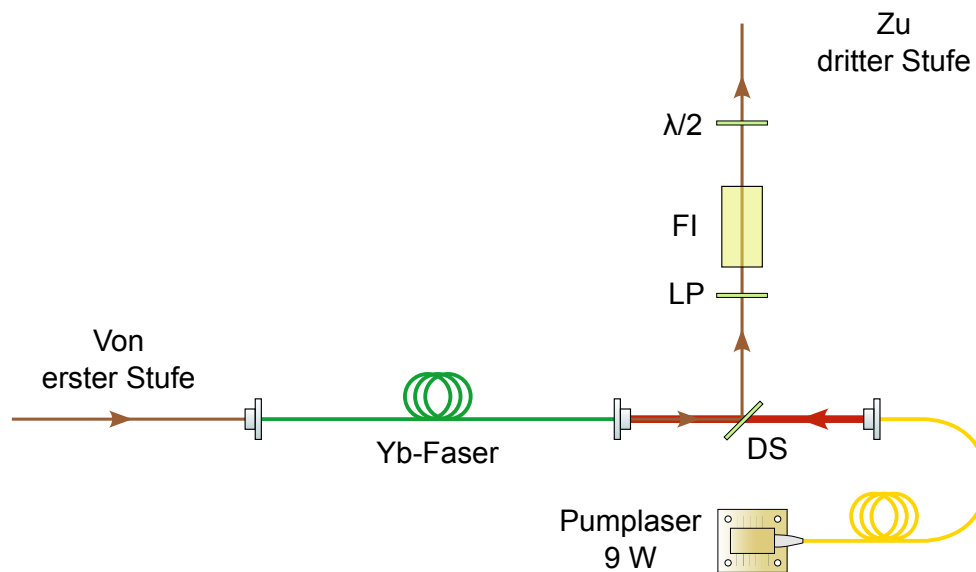 Zu
dritter Stufe
λ/2
FI
LP
Von
erster Stufe
Yb-Faser
DS
Pumplaser
9 W